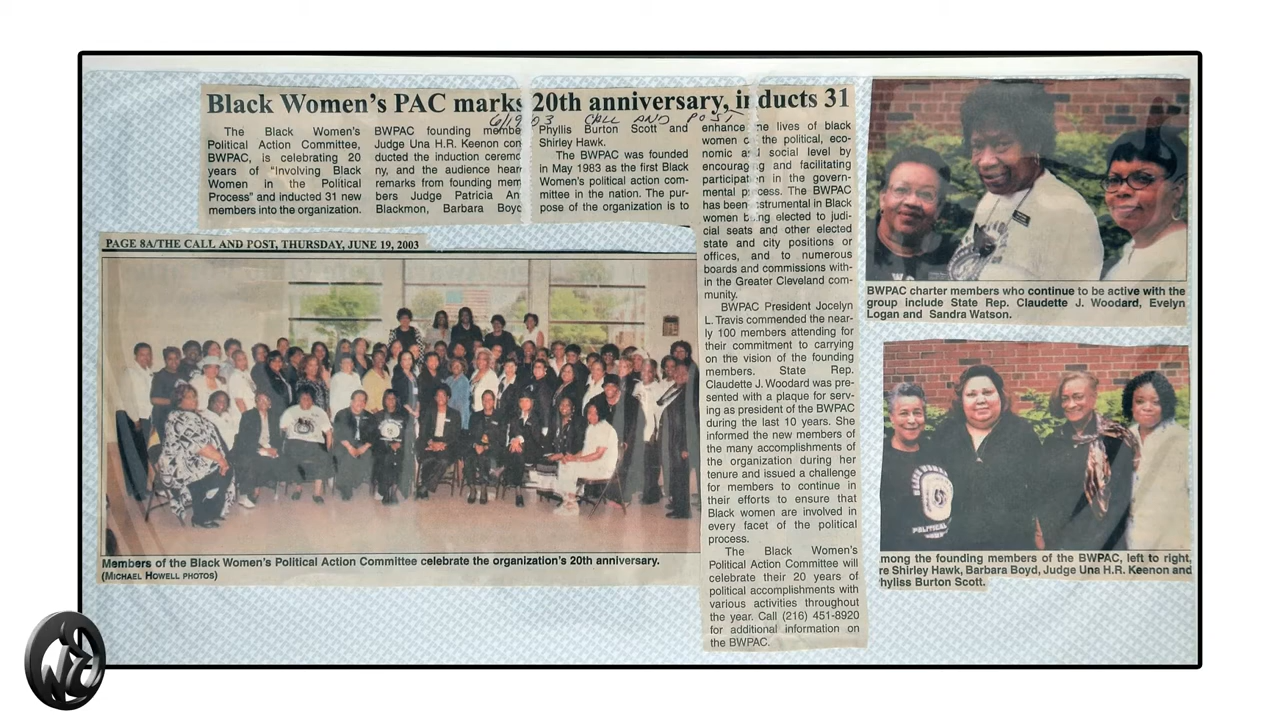 Black Women's PAC marks 20th anniversary, inducts 31
6/19/03 CALL AND POST
The Black Women's
Political Action Committee,
BWPAC, is celebrating 20
years of "Involving Black
Women in the Political
Process" and inducted 31 new
members into the organization.
BWPAC founding membe
Judge Una H.R. Keenon con
ducted the induction ceremo
ny, and the audience hear
remarks from founding mem
bers Judge Patricia An
Blackmon, Barbara Boyd
Phyllis Burton Scott and
Shirley Hawk.
The BWPAC was founded
in May 1983 as the first Black
Women's political action com-
mittee in the nation. The pur-
pose of the organization is to
enhance the lives of black
women on the political, eco-
nomic and social level by
encouraging and facilitating
participation in the govern-
mental process. The BWPAC
has been instrumental in Black
women being elected to judi-
cial seats and other elected
state and city positions or
offices, and to numerous
boards and commissions with-
in the Greater Cleveland com-
munity.
BWPAC President Jocelyn
L. Travis commended the near-
ly 100 members attending for
their commitment to carrying
on the vision of the founding
members. State Rep.
Claudette J. Woodard was pre-
sented with a plaque for serv-
ing as president of the BWPAC
during the last 10 years. She
informed the new members of
the many accomplishments of
the organization during her
tenure and issued a challenge
for members to continue in
their efforts to ensure that
Black women are involved in
every facet of the political
process.
The Black Women's
Political Action Committee will
celebrate their 20 years of
political accomplishments with
various activities throughout
the year. Call (216) 451-8920
for additional information on
the BWPAC.
PAGE 8A/THE CALL AND POST, THURSDAY, JUNE 19, 2003
Members of the Black Women's Political Action Committee celebrate the organization's 20th anniversary.
(MICHAEL HOWELL PHOTOS)
BWPAC charter members who continue to be active with the
group include State Rep. Claudette J. Woodard, Evelyn
Logan and Sandra Watson.
POLITICAL
mong the founding members of the BWPAC, left to right,
re Shirley Hawk, Barbara Boyd, Judge Una H.R. Keenon and
hyliss Burton Scott.